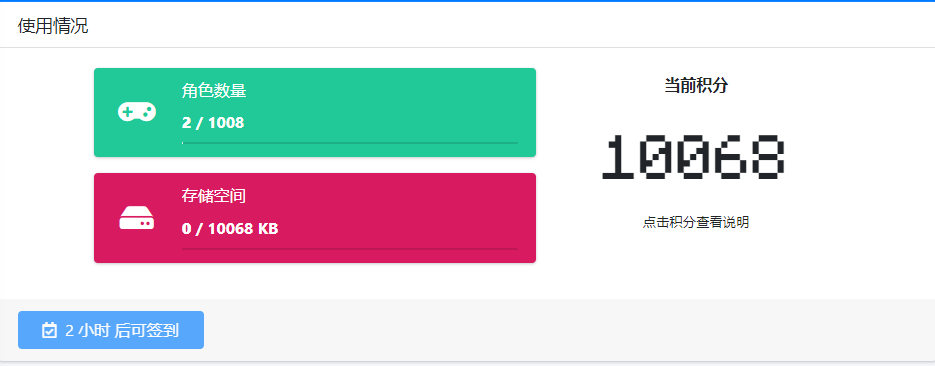 使用情况
角色数量
2 / 1008
存储空间
0 / 10068 KB
当前积分
10068
点击积分查看说明
2 小时 后可签到